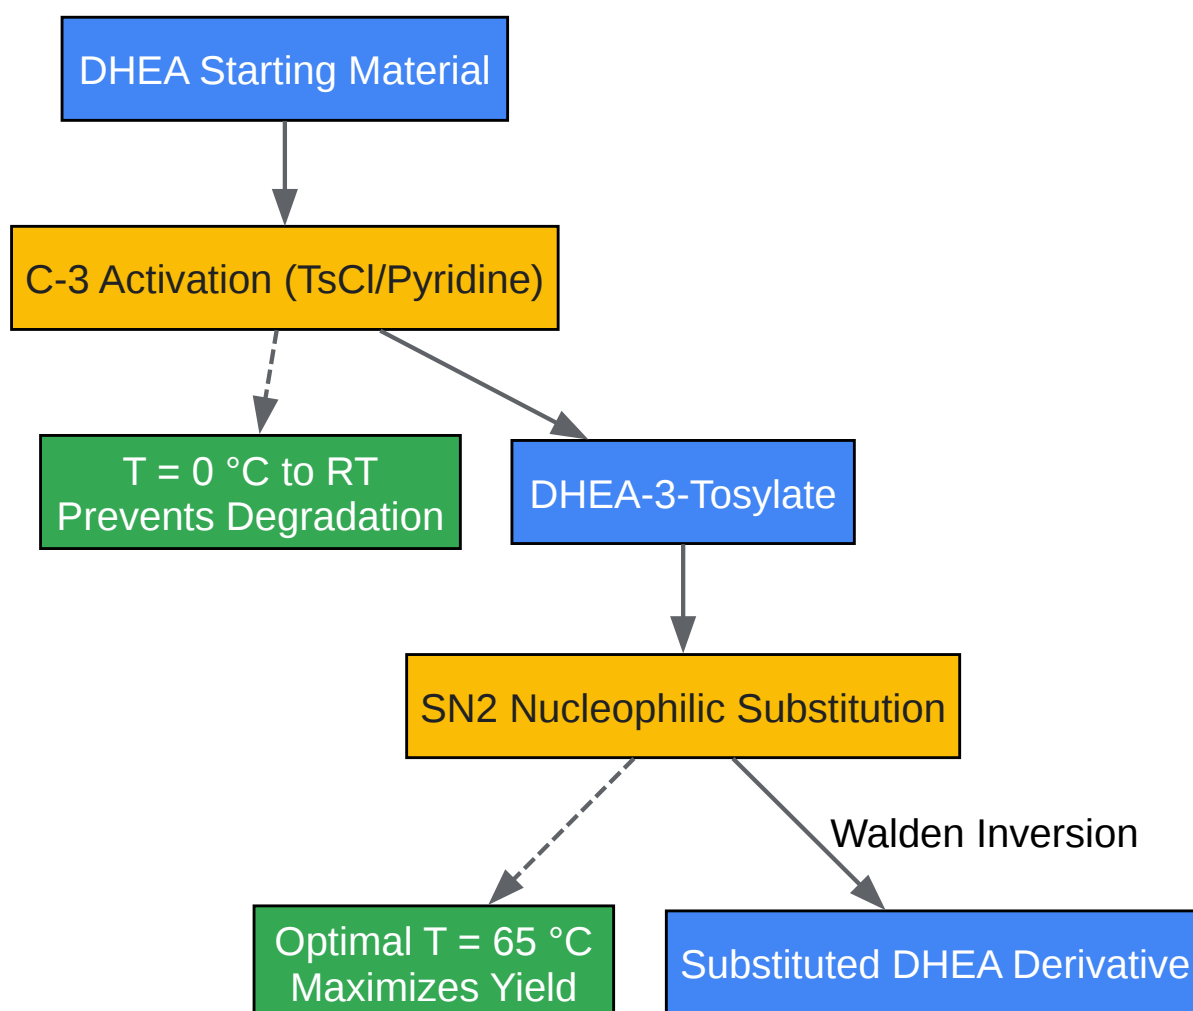 DHEA Starting Material
C-3 Activation (TsCl/Pyridine)
T = 0 °C to RT
Prevents Degradation
DHEA-3-Tosylate
SN2 Nucleophilic Substitution
Walden Inversion
Optimal T = 65 °C
Maximizes Yield
Substituted DHEA Derivative